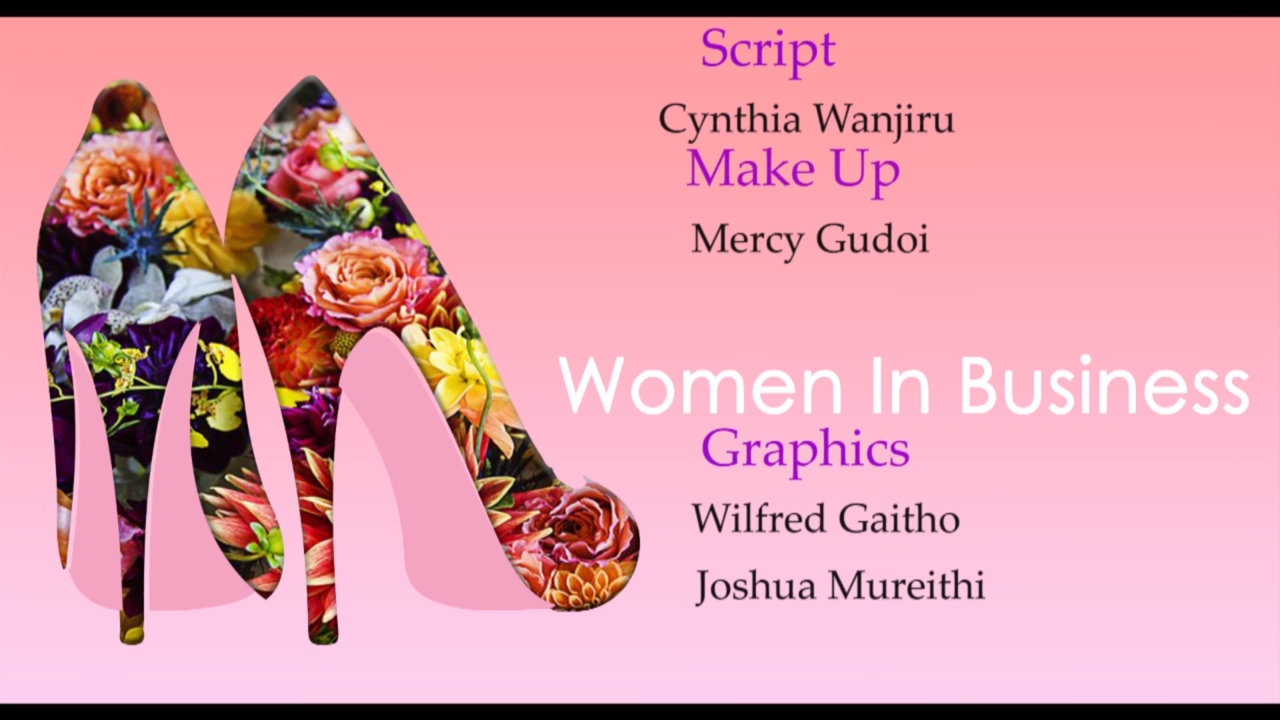 Script
Cynthia Wanjiru
Make Up
Mercy Gudoi
Women In Business
Graphics
Wilfred Gaitho
Joshua Mureithi